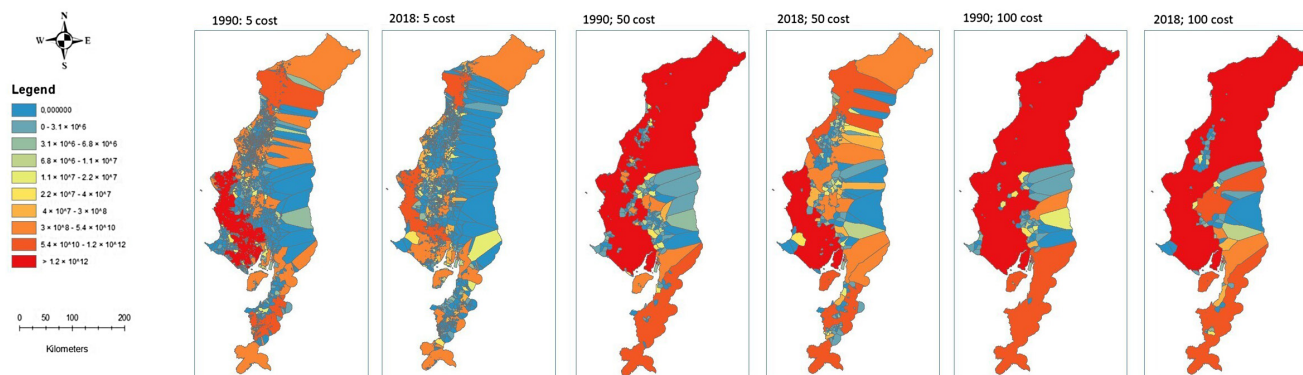 1990: 5 cost
2018: 5 cost
1990; 50 cost
2018; 50 cost
1990; 100 cost
2018; 100 cost
N
W E
S
Legend
0,000000
0 - 3.1 × 10^6
3.1 × 10^6 - 6.8 × 10^6
6.8 × 10^6 - 1.1 × 10^7
1.1 × 10^7 - 2.2 × 10^7
2.2 × 10^7 - 4 × 10^7
4 × 10^7 - 3 × 10^8
3 × 10^8 - 5.4 × 10^10
5.4 × 10^10 - 1.2 × 10^12
> 1.2 × 10^12
0 50 100 200
Kilometers